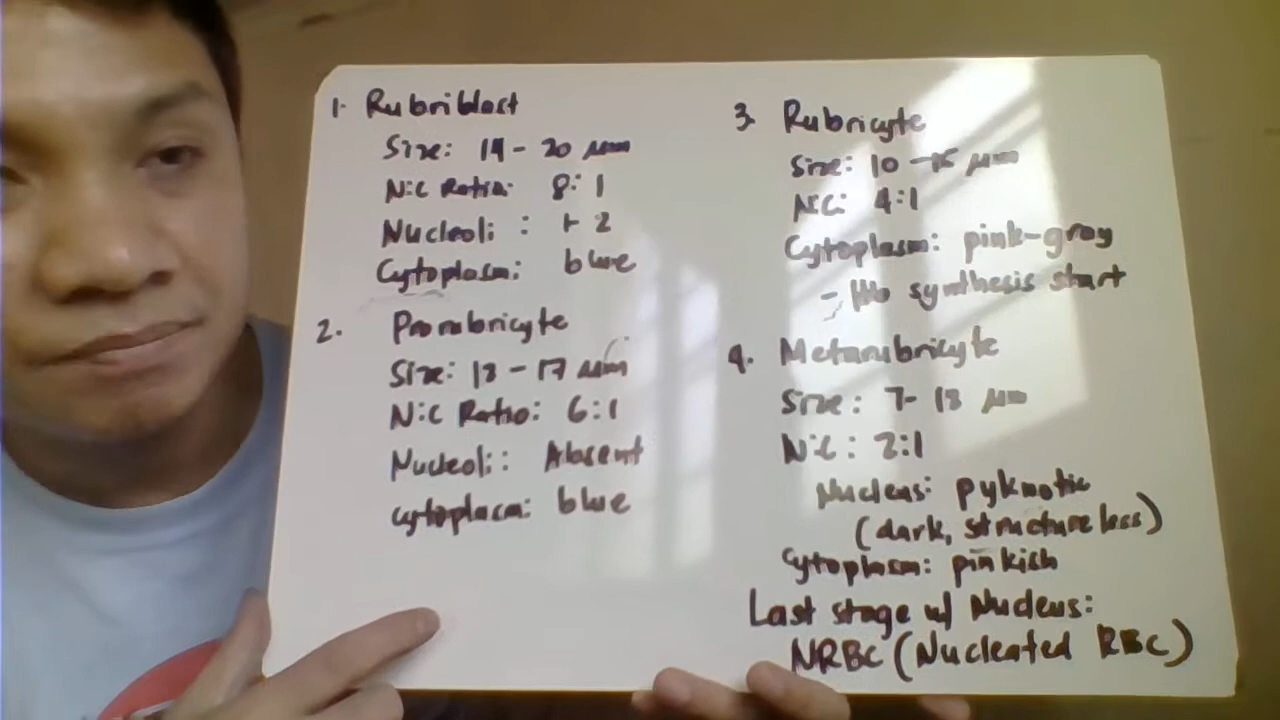 1. Rubriblast
Size: 14 - 20 µm
N:C Ratio: 8:1
Nucleoli: 1-2
Cytoplasm: blue
2. Prorubricyte
Size: 13 - 17 µm
N:C Ratio: 6:1
Nucleoli: Absent
cytoplasm: blue
3. Rubricyte
Size: 10 - 15 µm
N:C: 4:1
Cytoplasm: pink-gray
- Hb synthesis start
4. Metarubricyte
Size: 7- 13 µm
N:C: 2:1
Nucleus: pyknotic
(dark, structureless)
Cytoplasm: pinkish
Last stage w/ Nucleus:
NRBC (Nucleated RBC)